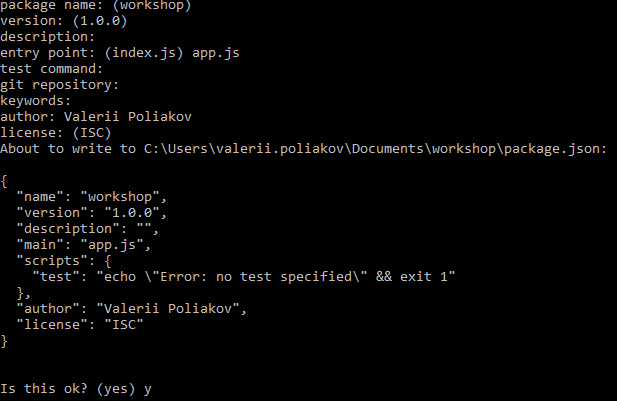 package name: (workshop)
version: (1.0.0)
description:
entry point: (index.js) app.js
test command:
git repository:
keywords:
author: Valerii Poliakov
license: (ISC)
About to write to C:\Users\valerii.poliakov\Documents\workshop\package.json:

{
  "name": "workshop",
  "version": "1.0.0",
  "description": "",
  "main": "app.js",
  "scripts": {
    "test": "echo \"Error: no test specified\" && exit 1"
  },
  "author": "Valerii Poliakov",
  "license": "ISC"
}

Is this ok? (yes) y